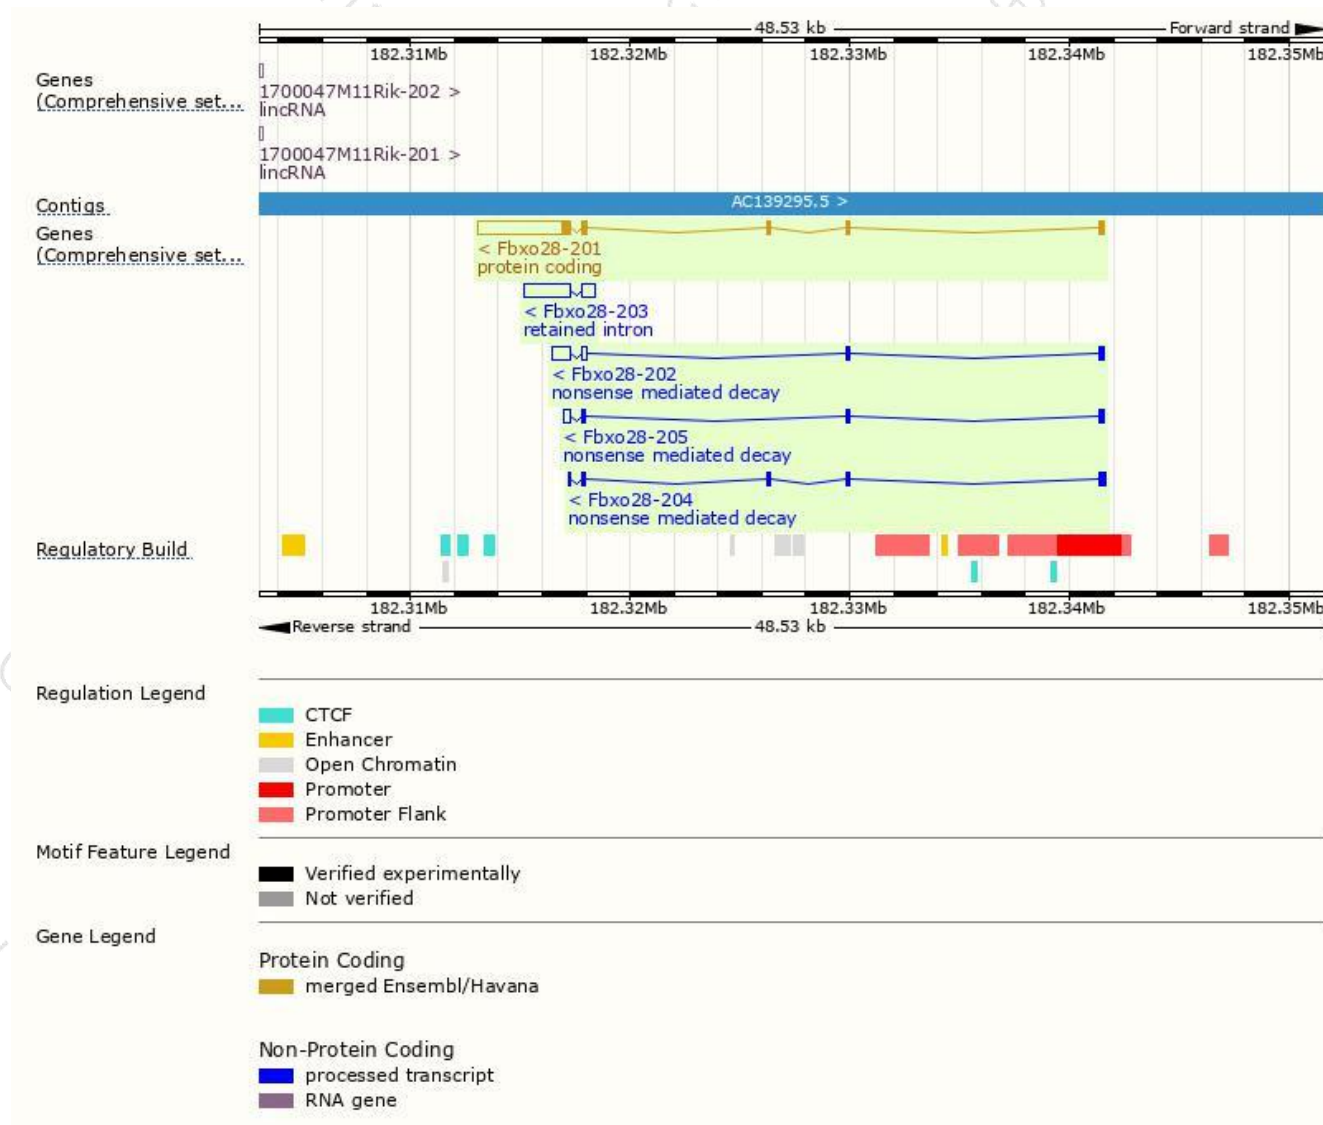 48.53 kb
Forward strand
182.31Mb 182.32Mb 182.33Mb 182.34Mb 182.35Mb
Genes
(Comprehensive set...
1700047M11Rik-202 >
lincRNA
1700047M11Rik-201 >
lincRNA
Contigs
AC139295.5 >
Genes
(Comprehensive set...
< Fbxo28-201
protein coding
< Fbxo28-203
retained intron
< Fbxo28-202
nonsense mediated decay
< Fbxo28-205
nonsense mediated decay
< Fbxo28-204
nonsense mediated decay
Regulatory Build
182.31Mb 182.32Mb 182.33Mb 182.34Mb 182.35Mb
Reverse strand
48.53 kb
Regulation Legend
CTCF
Enhancer
Open Chromatin
Promoter
Promoter Flank
Motif Feature Legend
Verified experimentally
Not verified
Gene Legend
Protein Coding
merged Ensembl/Havana
Non-Protein Coding
processed transcript
RNA gene